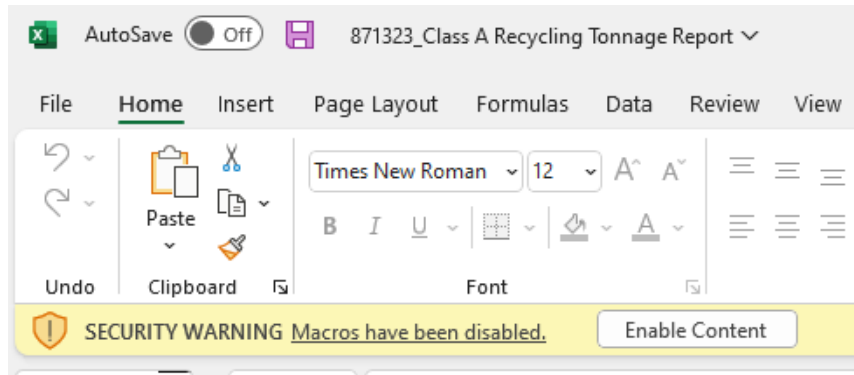 AutoSave Off 871323_Class A Recycling Tonnage Report
File Home Insert Page Layout Formulas Data Review View
Times New Roman 12 A A
Paste
B I U A
Undo Clipboard Font
SECURITY WARNING Macros have been disabled. Enable Content